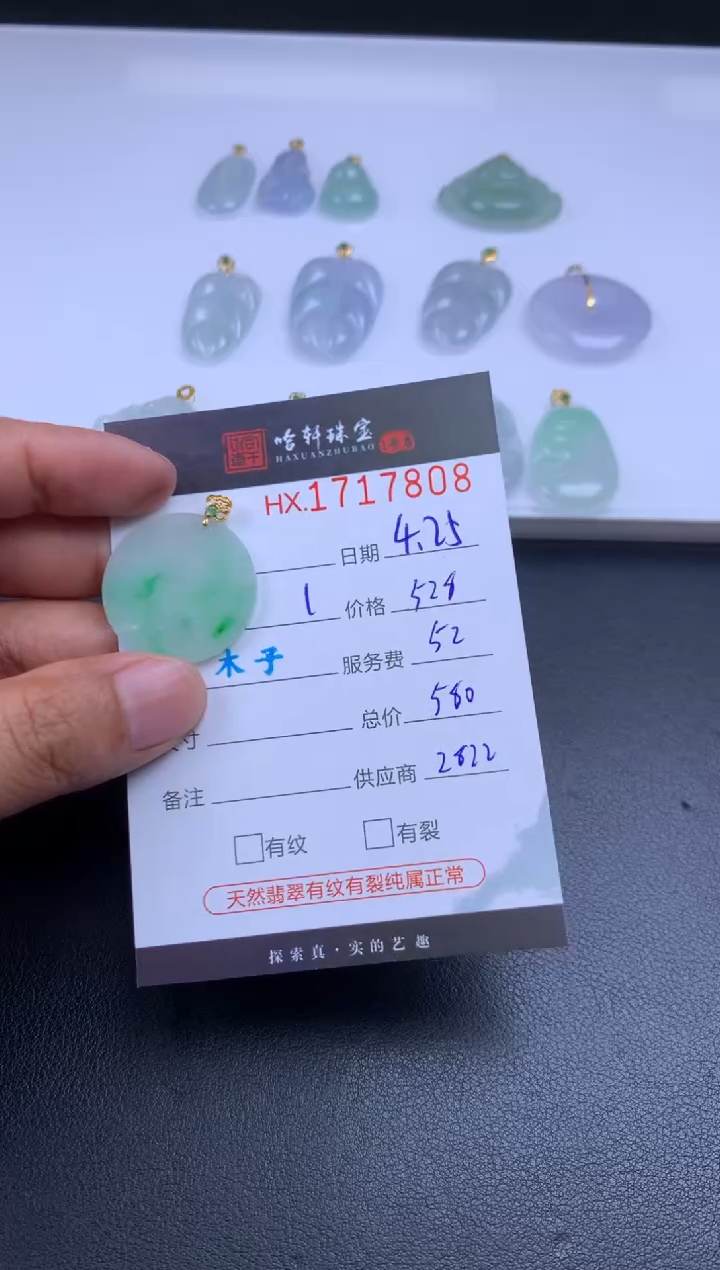 哈轩珠宝
HAXUANZHUBAO
HX.1717808
日期 4.25
1 价格 528
木子 服务费 52
寸 总价 580
备注 供应商 2822
有纹 有裂
天然翡翠有纹有裂纯属正常
探索真·实的艺趣